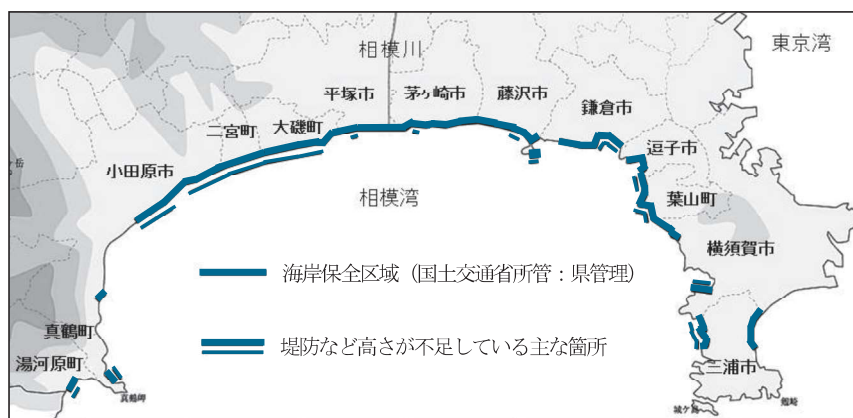 東京湾
相模川
平塚市
茅ヶ崎市
藤沢市
鎌倉市
二宮町
大磯町
逗子市
小田原市
葉山町
相模湾
横須賀市
海岸保全区域（国土交通省所管：県管理）
真鶴町
堤防など高さが不足している主な箇所
湯河原町
三浦市
真鶴岬
城ケ島
剱崎
ヶ岳